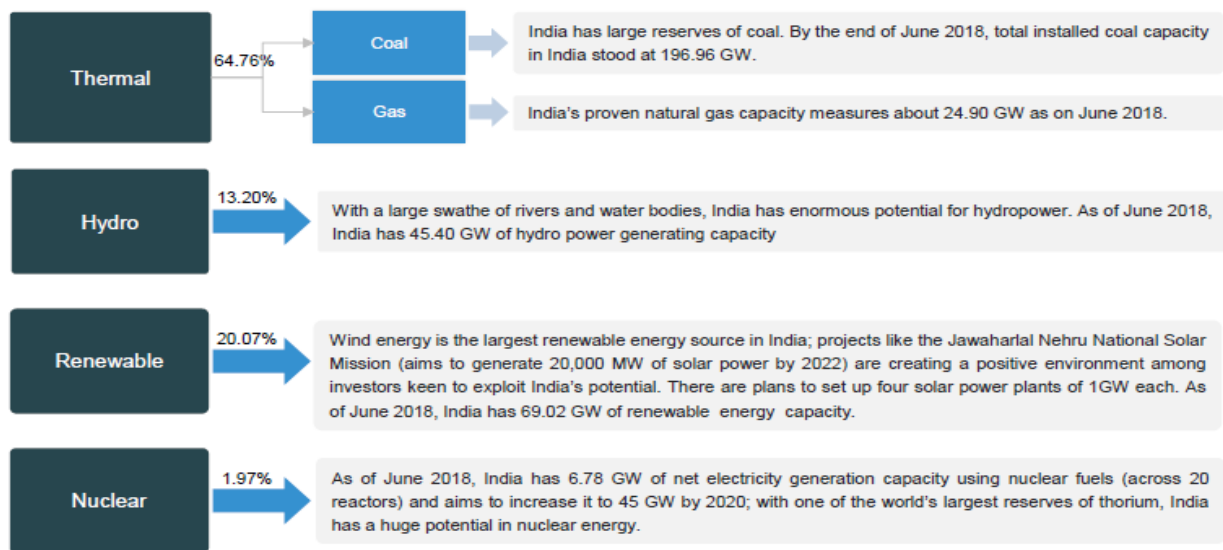 Thermal
64.76%
Coal
India has large reserves of coal. By the end of June 2018, total installed coal capacity
in India stood at 196.96 GW.
Gas
India's proven natural gas capacity measures about 24.90 GW as on June 2018.
Hydro
13.20%
With a large swathe of rivers and water bodies, India has enormous potential for hydropower. As of June 2018,
India has 45.40 GW of hydro power generating capacity
Renewable
20.07%
Wind energy is the largest renewable energy source in India; projects like the Jawaharlal Nehru National Solar
Mission (aims to generate 20,000 MW of solar power by 2022) are creating a positive environment among
investors keen to exploit India's potential. There are plans to set up four solar power plants of 1GW each. As
of June 2018, India has 69.02 GW of renewable energy capacity.
Nuclear
1.97%
As of June 2018, India has 6.78 GW of net electricity generation capacity using nuclear fuels (across 20
reactors) and aims to increase it to 45 GW by 2020; with one of the world's largest reserves of thorium, India
has a huge potential in nuclear energy.